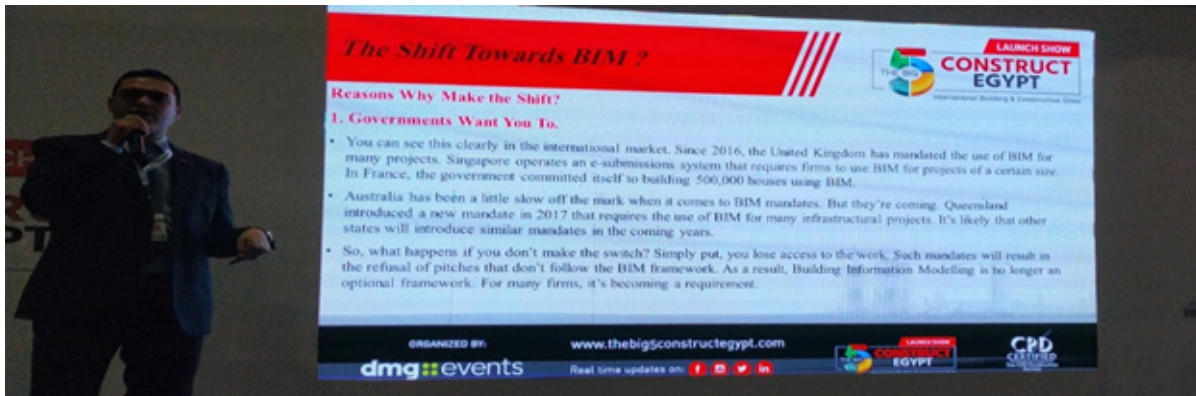 The Shift Towards BIM ?
LAUNCH SHOW
THE BIG 5
CONSTRUCT
EGYPT
International Building & Construction Show
Reasons Why Make the Shift?
1. Governments Want You To.
• You can see this clearly in the international market. Since 2016, the United Kingdom has mandated the use of BIM for
many projects. Singapore operates an e-submissions system that requires firms to use BIM for projects of a certain size.
In France, the government committed itself to building 500,000 houses using BIM.
• Australia has been a little slow off the mark when it comes to BIM mandates. But they're coming. Queensland
introduced a new mandate in 2017 that requires the use of BIM for many infrastructural projects. It's likely that other
states will introduce similar mandates in the coming years.
• So, what happens if you don't make the switch? Simply put, you lose access to the work. Such mandates will result in
the refusal of pitches that don't follow the BIM framework. As a result, Building Information Modelling is no longer an
optional framework. For many firms, it's becoming a requirement.
ORGANIZED BY:
dmg::events
www.thebig5constructegypt.com
Real time updates on:
LAUNCH SHOW
CONSTRUCT
EGYPT
CPD
CERTIFIED